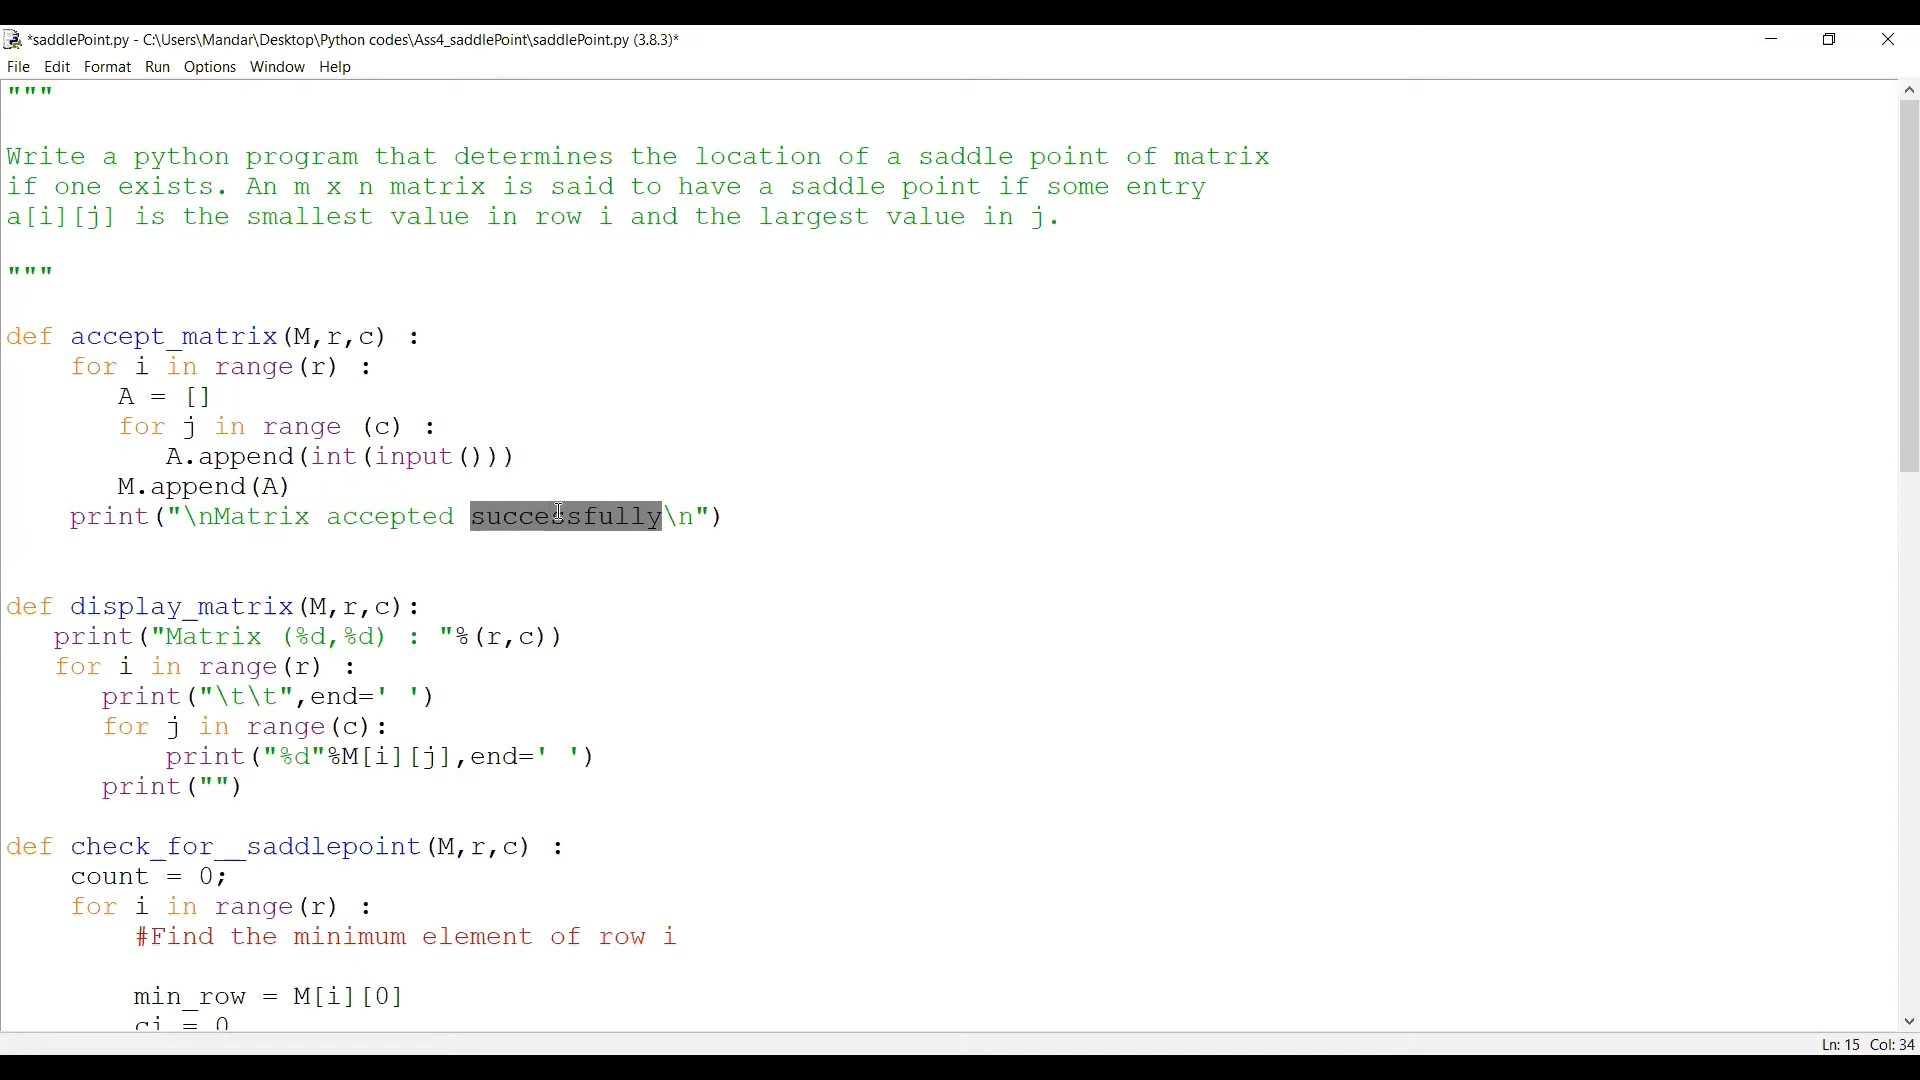 *saddlePoint.py - C:\Users\Mandar\Desktop\Python codes\Ass4_saddlePoint\saddlePoint.py (3.8.3)*
File Edit Format Run Options Window Help
"""
Write a python program that determines the location of a saddle point of matrix
if one exists. An m x n matrix is said to have a saddle point if some entry
a[i][j] is the smallest value in row i and the largest value in j.
"""
def accept_matrix(M,r,c) :
    for i in range(r) :
       A = []
       for j in range (c) :
          A.append(int(input()))
       M.append(A)
    print("\nMatrix accepted successfully\n")
def display_matrix(M,r,c):
   print("Matrix (%d,%d) : "%(r,c))
   for i in range(r) :
      print("\t\t",end=' ')
      for j in range(c):
          print("%d"%M[i][j],end=' ')
      print("")
def check_for__saddlepoint(M,r,c) :
    count = 0;
    for i in range(r) :
        #Find the minimum element of row i
        min_row = M[i][0]
        ci = 0
Ln: 15 Col: 34